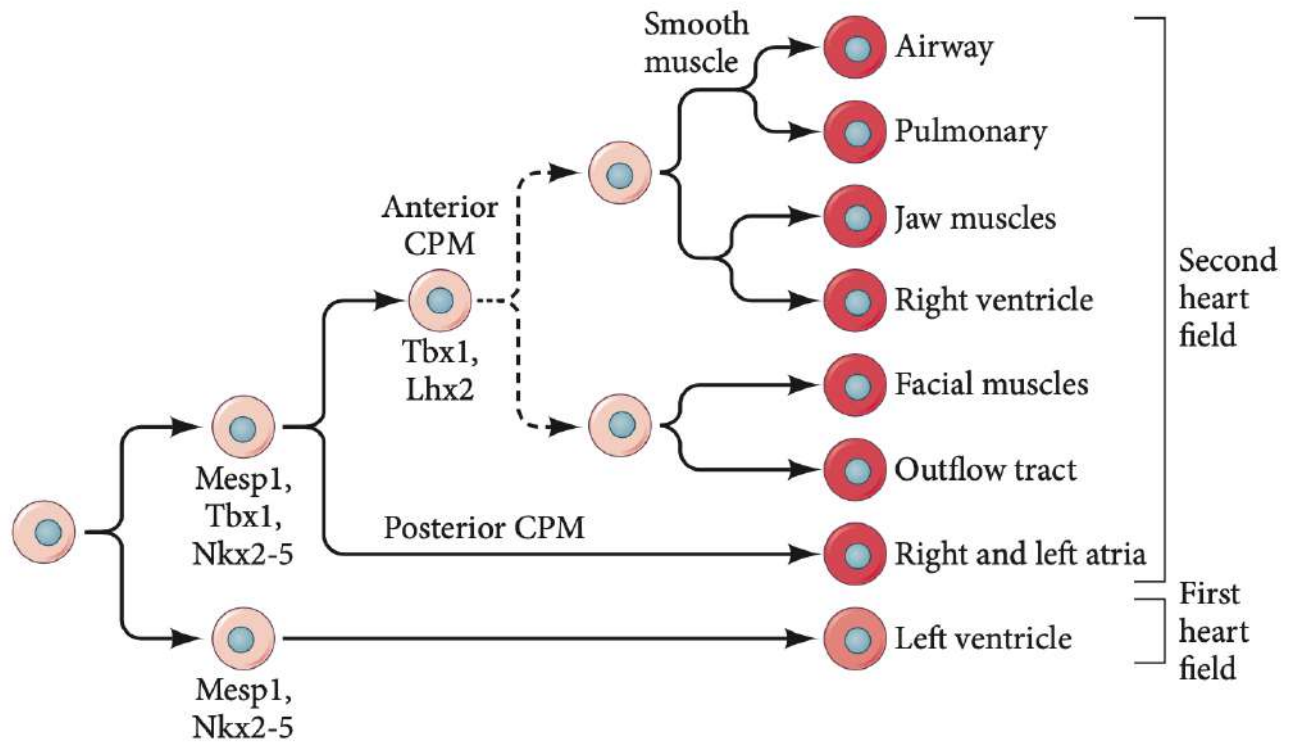 Smooth
muscle
Airway
Pulmonary
Anterior
CPM
Jaw muscles
Right ventricle
Second
heart
field
Tbx1,
Lhx2
Facial muscles
Mesp1,
Tbx1,
Nkx2-5
Outflow tract
Posterior CPM
Right and left atria
First
heart
field
Left ventricle
Mesp1,
Nkx2-5